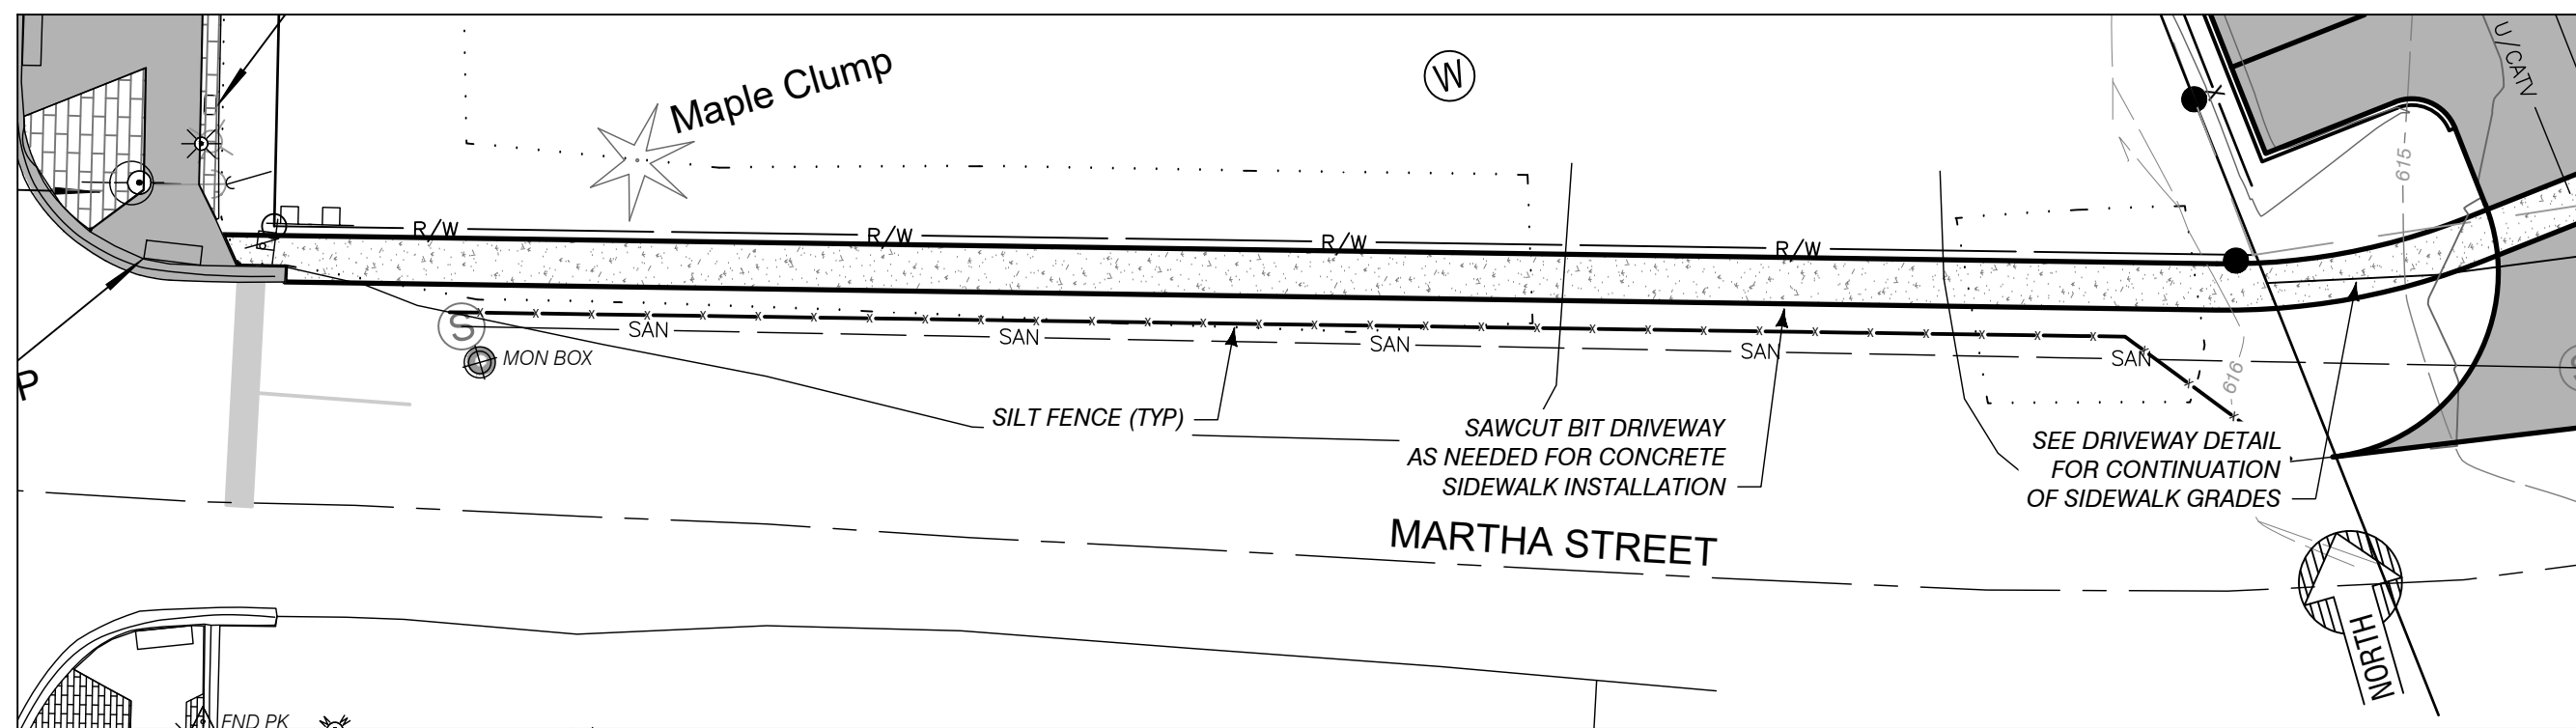 U/CATV
Maple Clump
W
X
615
R/W
R/W
R/W
R/W
S
SAN
SAN
SAN
SAN
SAN
MON BOX
616
P
SILT FENCE (TYP)
SAWCUT BIT DRIVEWAY
AS NEEDED FOR CONCRETE
SIDEWALK INSTALLATION
SEE DRIVEWAY DETAIL
FOR CONTINUATION
OF SIDEWALK GRADES
MARTHA STREET
NORTH
FND PK